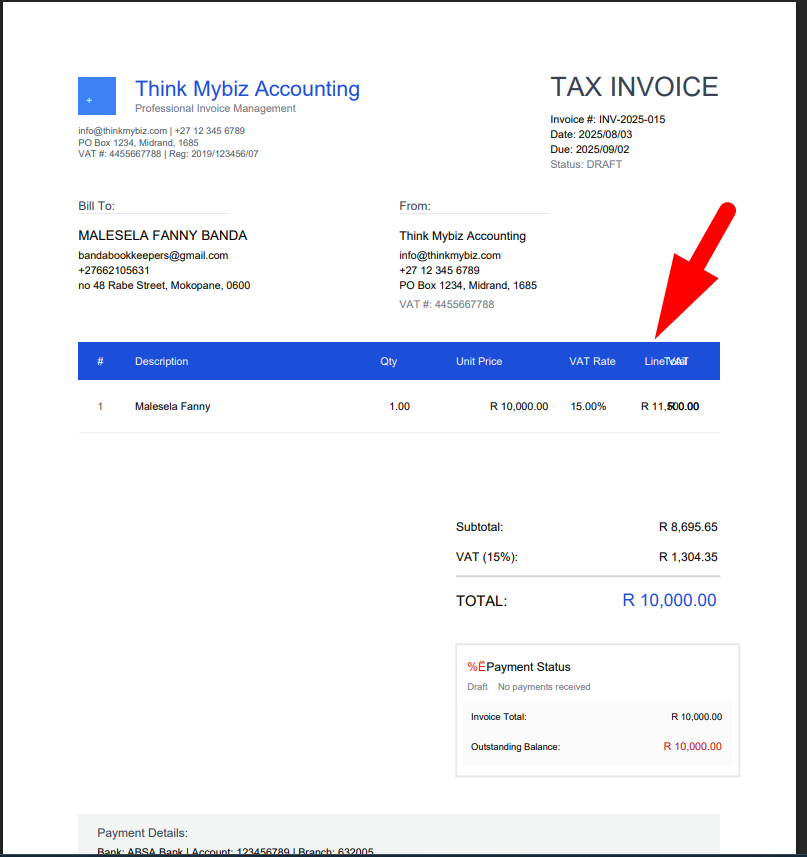 Think Mybiz Accounting
Professional Invoice Management
info@thinkmybiz.com | +27 12 345 6789
PO Box 1234, Midrand, 1685
VAT #: 4455667788 | Reg: 2019/123456/07
TAX INVOICE
Invoice #: INV-2025-015
Date: 2025/08/03
Due: 2025/09/02
Status: DRAFT
Bill To:
MALESELA FANNY BANDA
bandabookkeepers@gmail.com
+27662105631
no 48 Rabe Street, Mokopane, 0600
From:
Think Mybiz Accounting
info@thinkmybiz.com
+27 12 345 6789
PO Box 1234, Midrand, 1685
VAT #: 4455667788
# Description Qty Unit Price VAT Rate Line
1 Malesela Fanny 1.00 R 10,000.00 15.00%
Subtotal: R 8,695.65
VAT (15%): R 1,304.35
TOTAL: R 10,000.00
%ËPayment Status
Draft No payments received
Invoice Total: R 10,000.00
Outstanding Balance: R 10,000.00
Payment Details:
Bank: ABSA Bank | Account: 123456789 | Branch: 632005